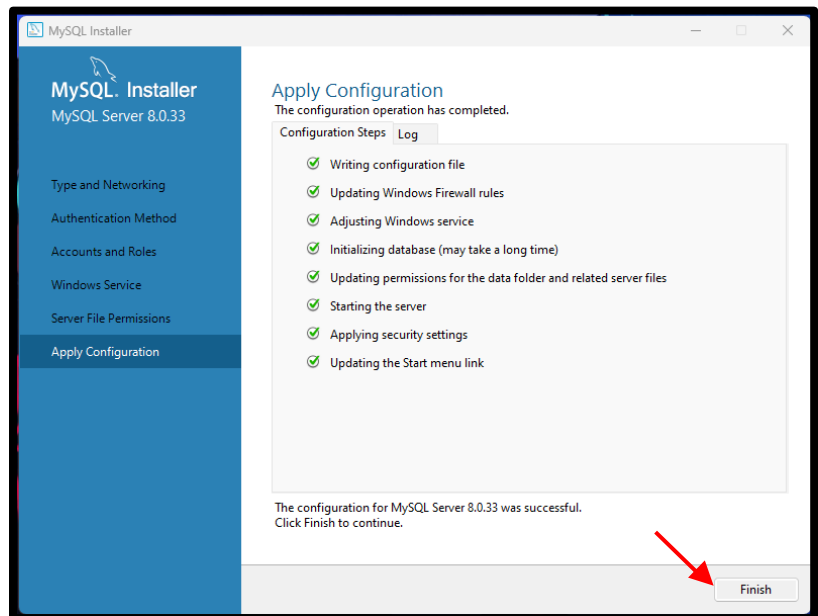 MySQL Installer
MySQL. Installer
MySQL Server 8.0.33
Type and Networking
Authentication Method
Accounts and Roles
Windows Service
Server File Permissions
Apply Configuration
Apply Configuration
The configuration operation has completed.
Configuration Steps Log
Writing configuration file
Updating Windows Firewall rules
Adjusting Windows service
Initializing database (may take a long time)
Updating permissions for the data folder and related server files
Starting the server
Applying security settings
Updating the Start menu link
The configuration for MySQL Server 8.0.33 was successful.
Click Finish to continue.
Finish